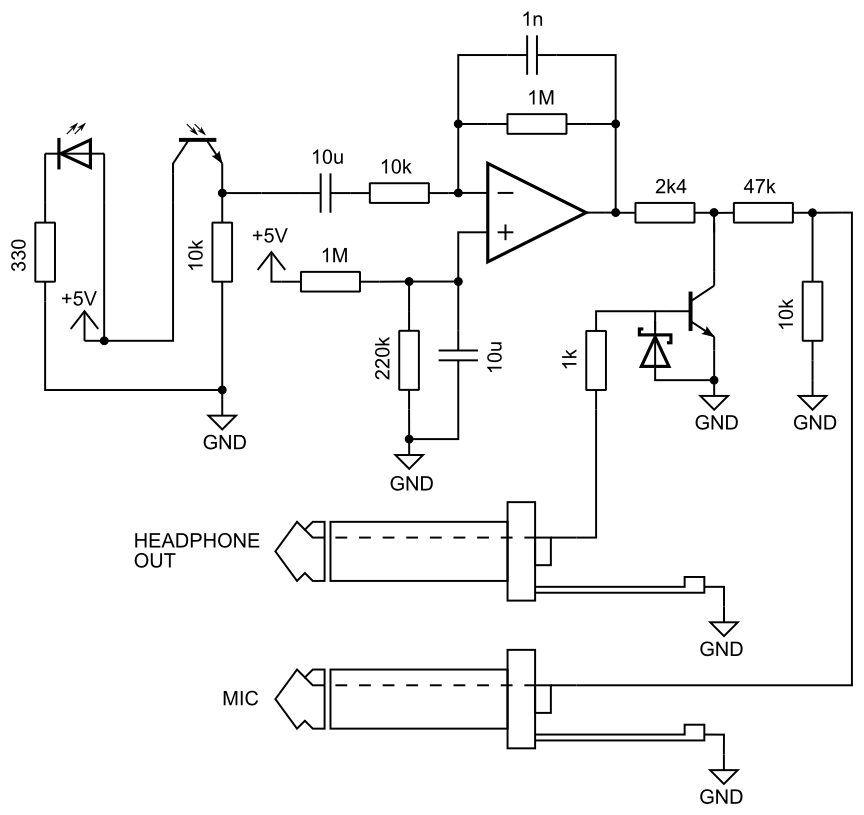 1n
1M
10u
10k
2k4
47k
+5V
1M
330
10k
+5V
220k
10u
1k
10k
GND
GND
GND
GND
HEADPHONE
OUT
GND
MIC
GND